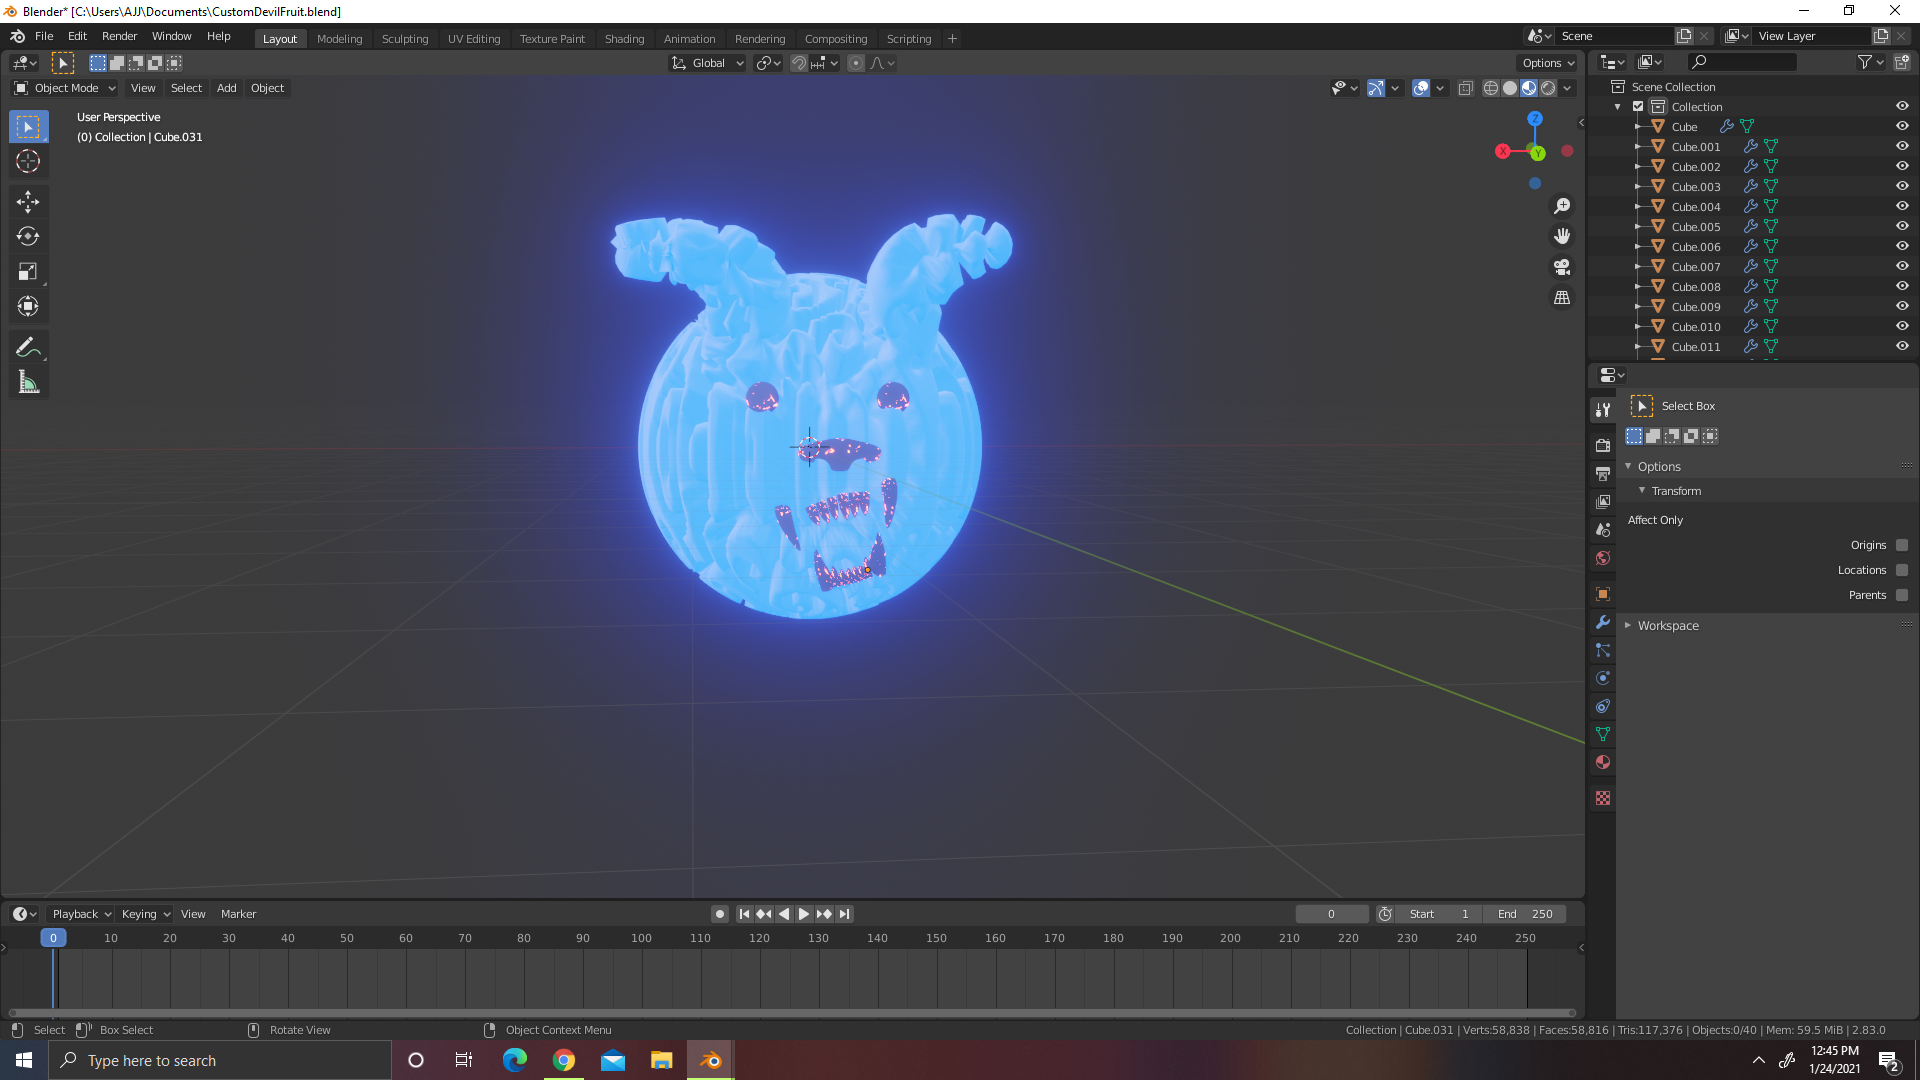 Blender* [C:\Users\AJJ\Documents\CustomDevilFruit.blend]
File Edit Render Window Help
Layout Modeling Sculpting UV Editing Texture Paint Shading Animation Rendering Compositing Scripting +
Scene
View Layer
Global
Options
Object Mode View Select Add Object
User Perspective
(0) Collection | Cube.031
Z
X
Y
Scene Collection
Collection
Cube
Cube.001
Cube.002
Cube.003
Cube.004
Cube.005
Cube.006
Cube.007
Cube.008
Cube.009
Cube.010
Cube.011
Select Box
Options
Transform
Affect Only
Origins
Locations
Parents
Workspace
Playback Keying View Marker
0
Start 1
End 250
0 10 20 30 40 50 60 70 80 90 100 110 120 130 140 150 160 170 180 190 200 210 220 230 240 250
Select Box Select Rotate View Object Context Menu
Collection | Cube.031 | Verts:58,838 | Faces:58,816 | Tris:117,376 | Objects:0/40 | Mem: 59.5 MiB | 2.83.0
Type here to search
12:45 PM
1/24/2021
2